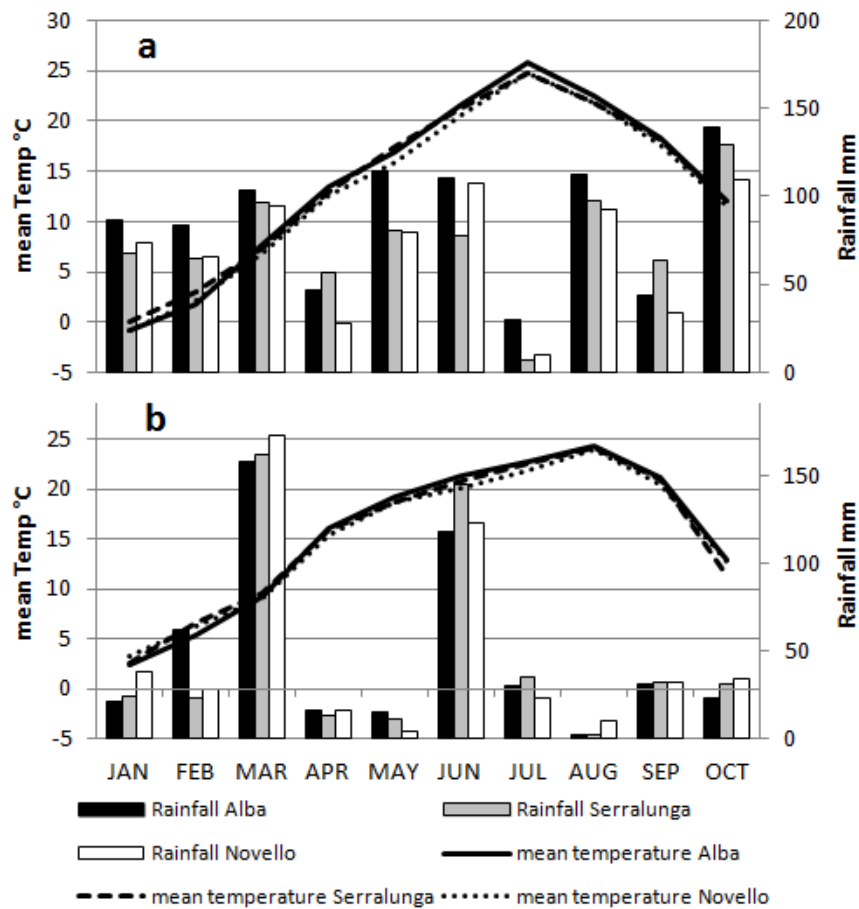 a
mean Temp °C
30
25
20
15
10
5
0
-5
200
150
100
50
0
Rainfall mm
b
mean Temp °C
25
20
15
10
5
0
-5
150
100
50
0
Rainfall mm
JAN FEB MAR APR MAY JUN JUL AUG SEP OCT
Rainfall Alba Rainfall Serralunga
Rainfall Novello mean temperature Alba
mean temperature Serralunga mean temperature Novello